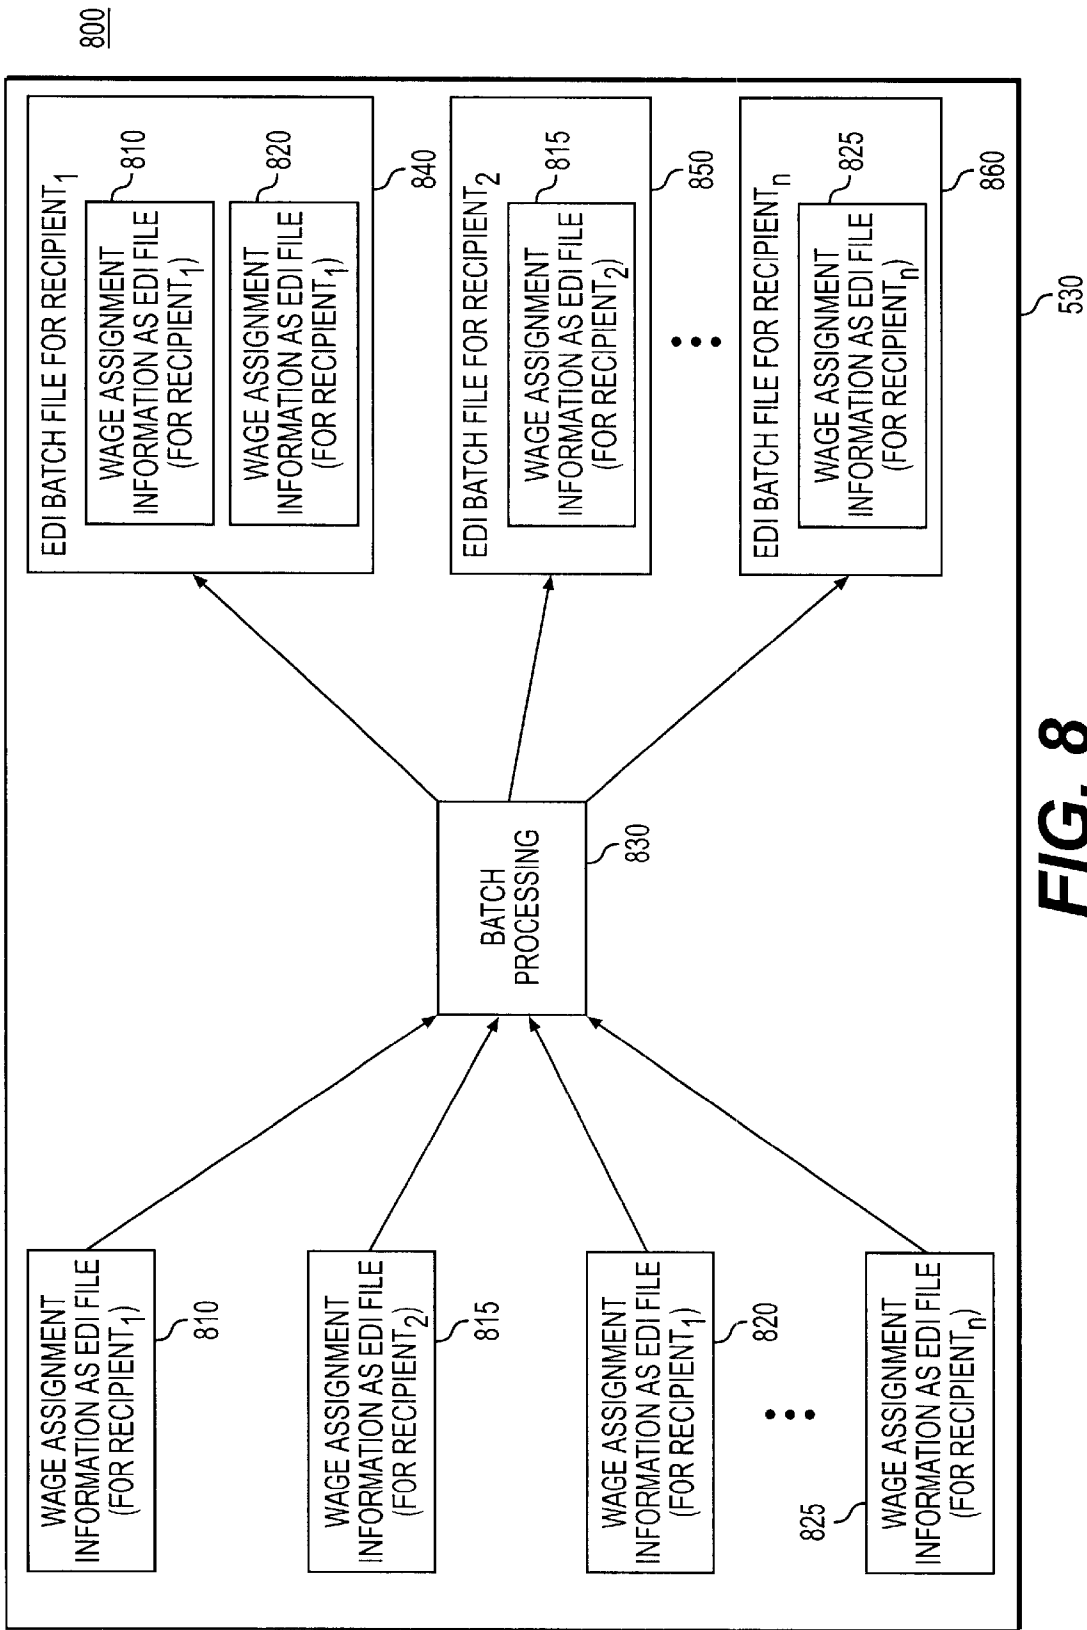 800
WAGE ASSIGNMENT
INFORMATION AS EDI FILE
(FOR RECIPIENT1)
810
WAGE ASSIGNMENT
INFORMATION AS EDI FILE
(FOR RECIPIENT2)
815
WAGE ASSIGNMENT
INFORMATION AS EDI FILE
(FOR RECIPIENT1)
820
825
WAGE ASSIGNMENT
INFORMATION AS EDI FILE
(FOR RECIPIENTn)
BATCH
PROCESSING
830
EDI BATCH FILE FOR RECIPIENT1
WAGE ASSIGNMENT
INFORMATION AS EDI FILE
(FOR RECIPIENT1)
810
WAGE ASSIGNMENT
INFORMATION AS EDI FILE
(FOR RECIPIENT1)
820
840
EDI BATCH FILE FOR RECIPIENT2
WAGE ASSIGNMENT
INFORMATION AS EDI FILE
(FOR RECIPIENT2)
815
850
EDI BATCH FILE FOR RECIPIENTn
WAGE ASSIGNMENT
INFORMATION AS EDI FILE
(FOR RECIPIENTn)
825
860
530
FIG. 8